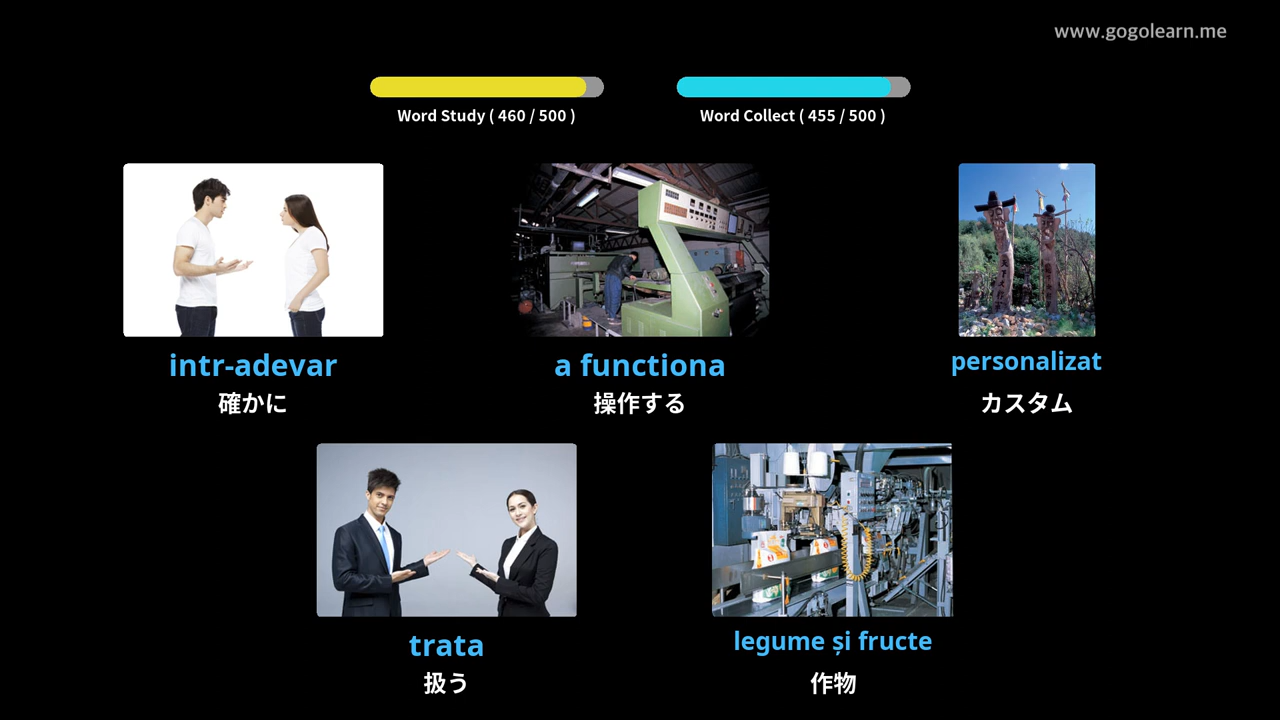 www.gogolearn.me
Word Study ( 460 / 500 )
Word Collect ( 455 / 500 )
intr-adevar
確かに
a functiona
操作する
personalizat
カスタム
trata
扱う
legume și fructe
作物